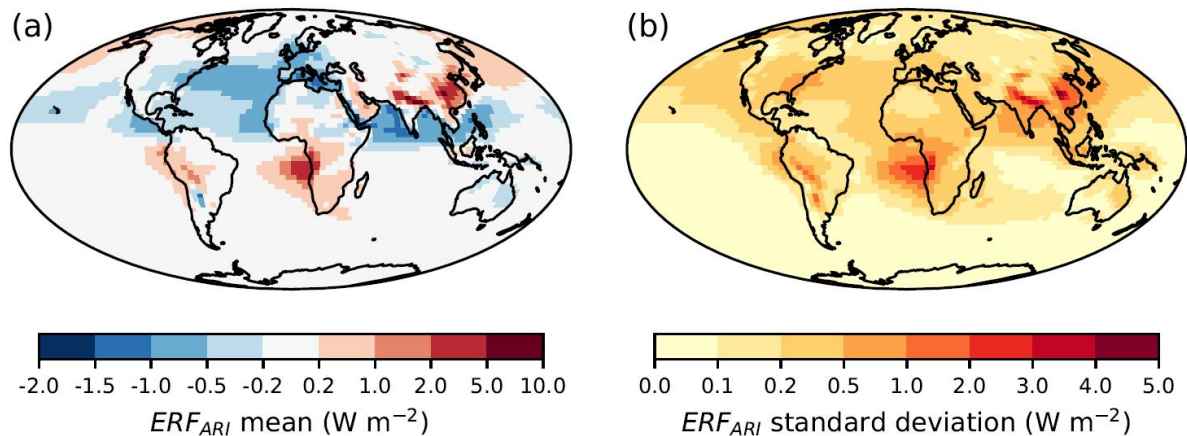 (a)
(b)
-2.0 -1.5 -1.0 -0.5 -0.2 0.2 1.0 2.0 5.0 10.0
ERF_ARI mean (W m⁻²)
0.0 0.1 0.2 0.5 1.0 2.0 3.0 4.0 5.0
ERF_ARI standard deviation (W m⁻²)